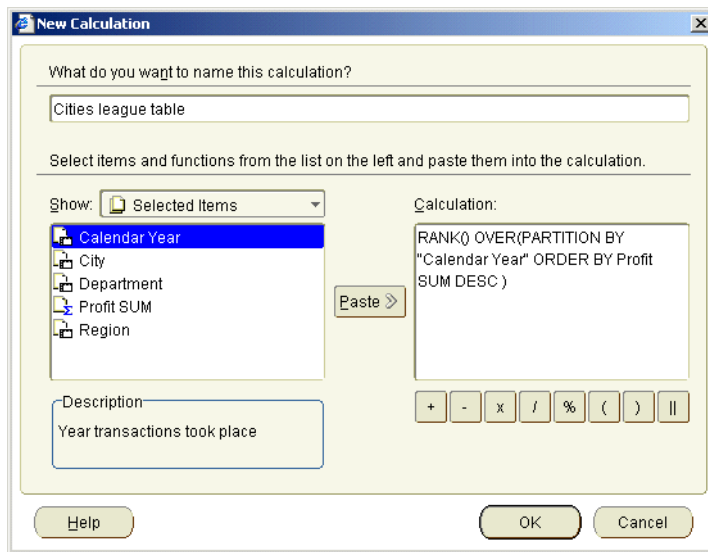 New Calculation
What do you want to name this calculation?
Cities league table
Select items and functions from the list on the left and paste them into the calculation.
Show: Selected Items
Calendar Year
City
Department
Profit SUM
Region
Paste
Calculation:
RANK() OVER(PARTITION BY
"Calendar Year" ORDER BY Profit
SUM DESC )
+ - x / % ( ) ||
Description
Year transactions took place
Help
OK
Cancel